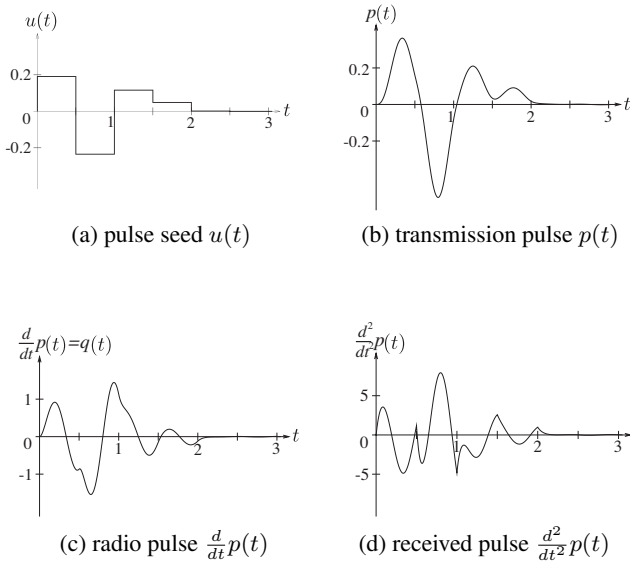 u(t)
0.2
0
1
2
3
t
-0.2
(a) pulse seed u(t)
p(t)
0.2
0
1
2
3
t
-0.2
(b) transmission pulse p(t)
d/dt p(t)=q(t)
1
0
1
2
3
t
-1
(c) radio pulse d/dt p(t)
d²/dt² p(t)
5
0
1
2
3
t
-5
(d) received pulse d²/dt² p(t)